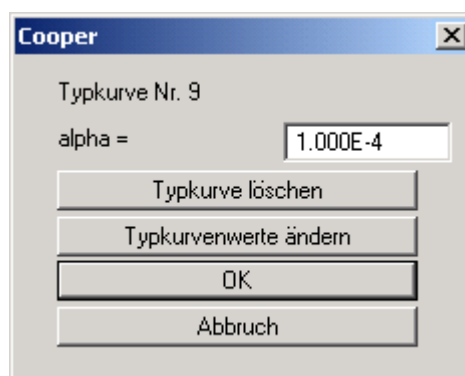 Cooper
Typkurve Nr. 9
alpha = 1.000E-4
Typkurve löschen
Typkurvenwerte ändern
OK
Abbruch